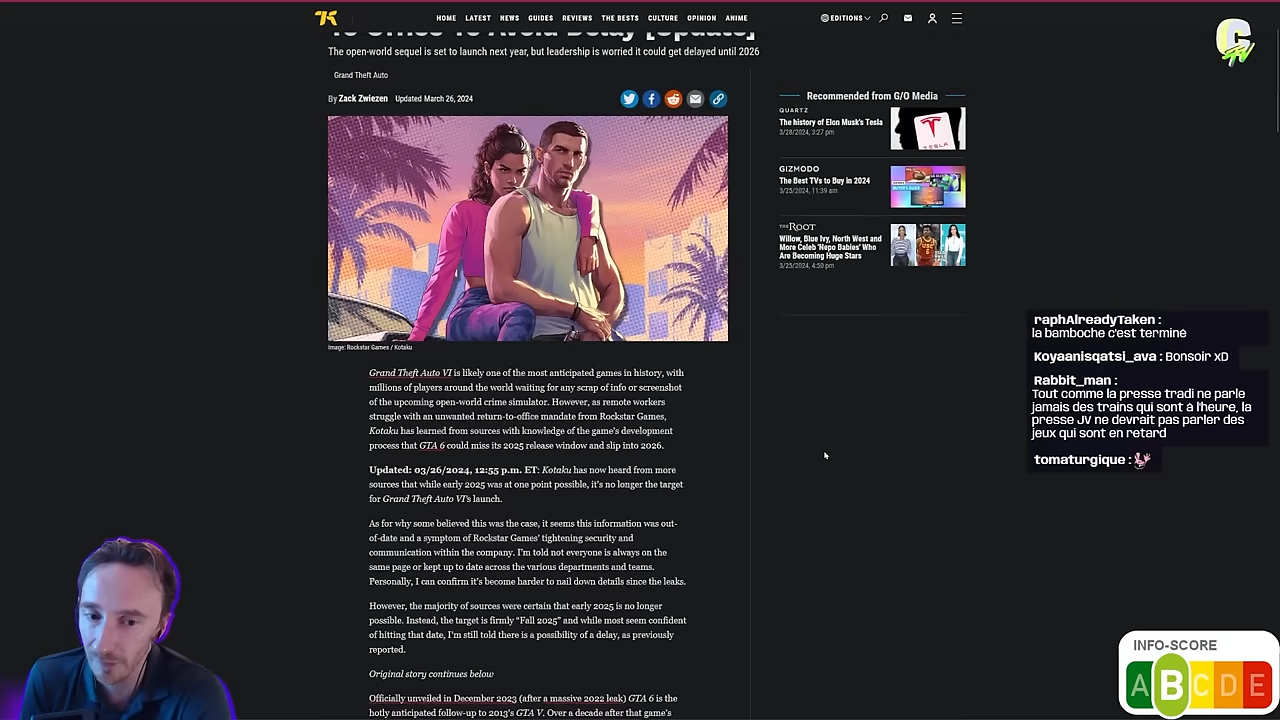 HOME LATEST NEWS GUIDES REVIEWS THE BESTS CULTURE OPINION ANIME
EDITIONS
To Office To Avoid Delay [Update]
The open-world sequel is set to launch next year, but leadership is worried it could get delayed until 2026
Grand Theft Auto
By Zack Zwiezen Updated March 26, 2024
Image: Rockstar Games / Kotaku
Grand Theft Auto VI is likely one of the most anticipated games in history, with
millions of players around the world waiting for any scrap of info or screenshot
of the upcoming open-world crime simulator. However, as remote workers
struggle with an unwanted return-to-office mandate from Rockstar Games,
Kotaku has learned from sources with knowledge of the game's development
process that GTA 6 could miss its 2025 release window and slip into 2026.
Updated: 03/26/2024, 12:55 p.m. ET: Kotaku has now heard from more
sources that while early 2025 was at one point possible, it's no longer the target
for Grand Theft Auto VI's launch.
As for why some believed this was the case, it seems this information was out-
of-date and a symptom of Rockstar Games' tightening security and
communication within the company. I'm told not everyone is always on the
same page or kept up to date across the various departments and teams.
Personally, I can confirm it's become harder to nail down details since the leaks.
However, the majority of sources were certain that early 2025 is no longer
possible. Instead, the target is firmly "Fall 2025" and while most seem confident
of hitting that date, I'm still told there is a possibility of a delay, as previously
reported.
Original story continues below
Officially unveiled in December 2023 (after a massive 2022 leak) GTA 6 is the
hotly anticipated follow-up to 2013's GTA V. Over a decade after that game's
Recommended from G/O Media
QUARTZ
The history of Elon Musk's Tesla
3/28/2024, 3:27 pm
TESLA
GIZMODO
The Best TVs to Buy in 2024
3/25/2024, 11:39 am
THE ROOT
Willow, Blue Ivy, North West and
More Celeb 'Nepo Babies' Who
Are Becoming Huge Stars
3/25/2024, 4:50 pm
raphAlreadyTaken :
la bamboche c'est terminé
Koyaanisqatsi_ava : Bonsoir xD
Rabbit_man :
Tout comme la presse tradi ne parle
jamais des trains qui sont à l'heure, la
presse JV ne devrait pas parler des
jeux qui sont en retard
tomaturgique :
INFO-SCORE
A B C D E